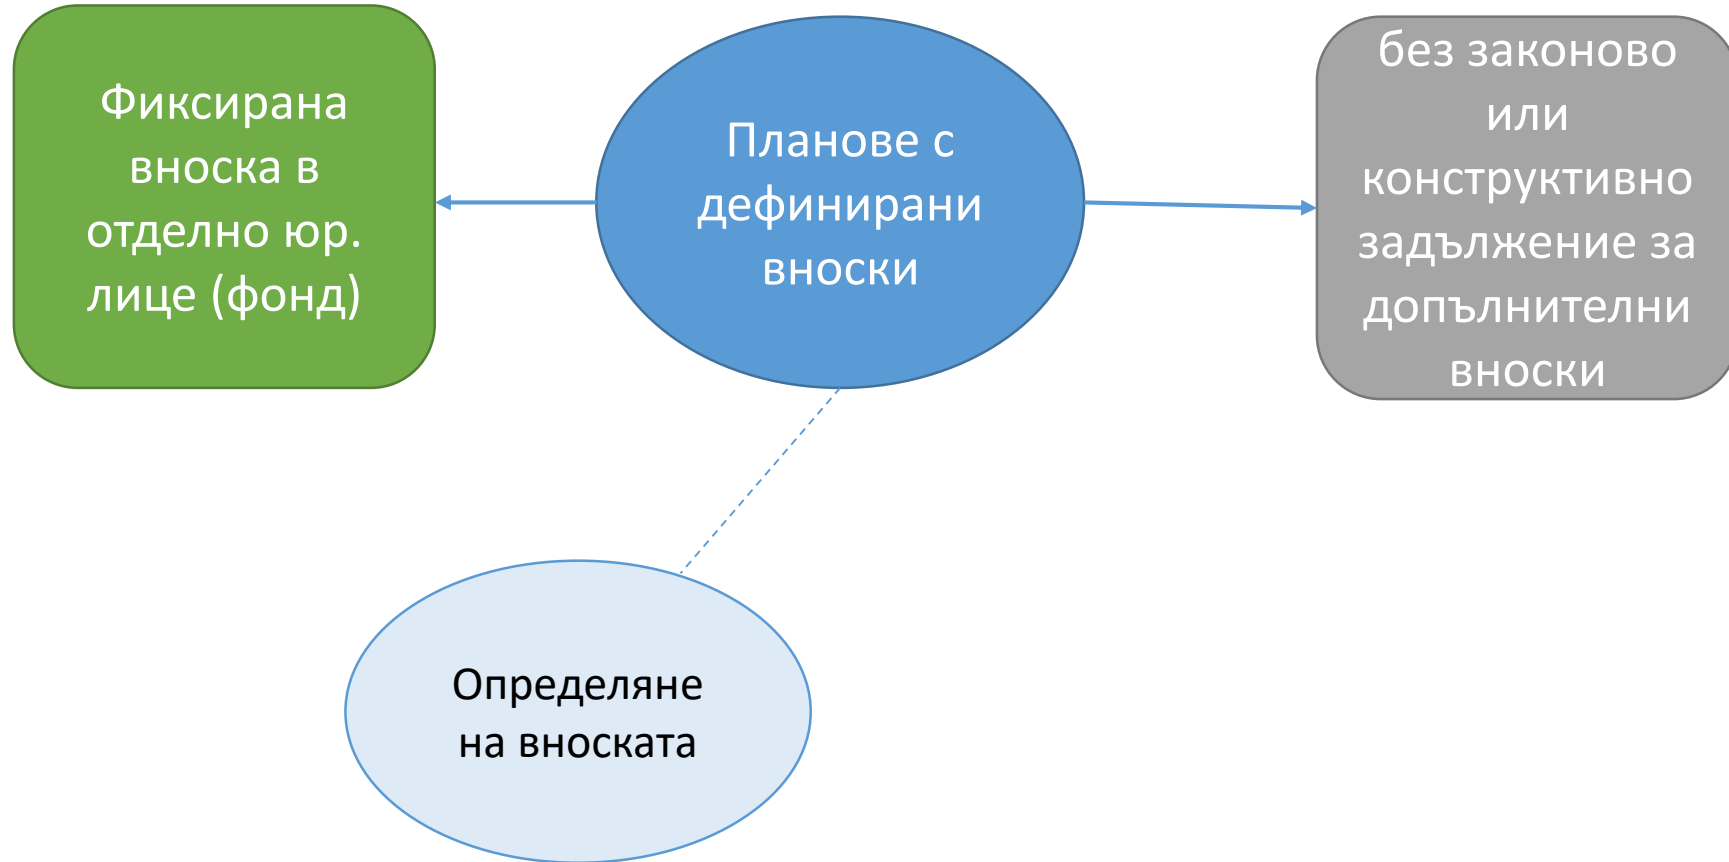 Фиксирана
вноска в
отделно юр.
лице (фонд)
Планове с
дефинирани
вноски
без законово
или
конструктивно
задължение за
допълнителни
вноски
Определяне
на вноската